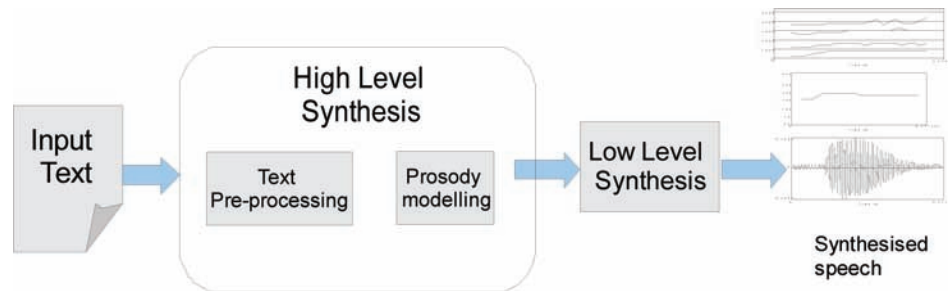 Input
Text
High Level
Synthesis
Text
Pre-processing
Prosody
modelling
Low Level
Synthesis
Synthesised
speech